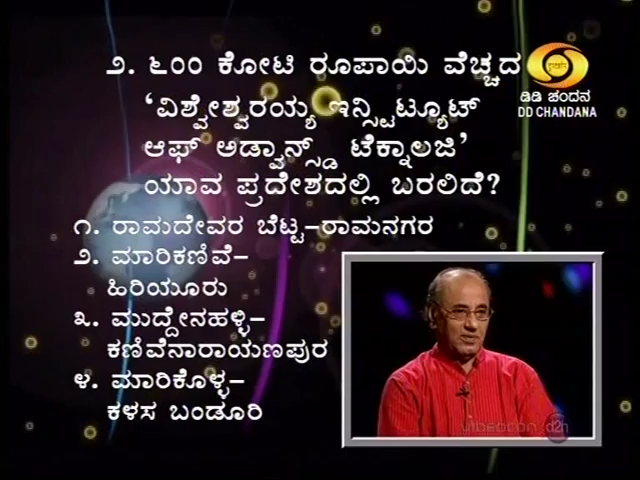 ೨. ೬೦೦ ಕೋಟಿ ರೂಪಾಯಿ ವೆಚ್ಚದ
'ವಿಶ್ವೇಶ್ವರಯ್ಯ ಇನ್ಸ್ಟಿಟ್ಯೂಟ್
ಆಫ್ ಅಡ್ವಾನ್ಸ್ಡ್ ಟೆಕ್ನಾಲಜಿ'
ಯಾವ ಪ್ರದೇಶದಲ್ಲಿ ಬರಲಿದೆ?
೧. ರಾಮದೇವರ ಬೆಟ್ಟ-ರಾಮನಗರ
೨. ಮಾರಿಕಣಿವೆ-
ಹಿರಿಯೂರು
೩. ಮುದ್ದೇನಹಳ್ಳಿ-
ಕಣಿವೆನಾರಾಯಣಪುರ
೪. ಮಾರಿಕೊಳ್ಳ-
ಕಳಸ ಬಂಡೂರಿ
ಡಿಡಿ ಚಂದನ
DD CHANDANA
videocon d2h